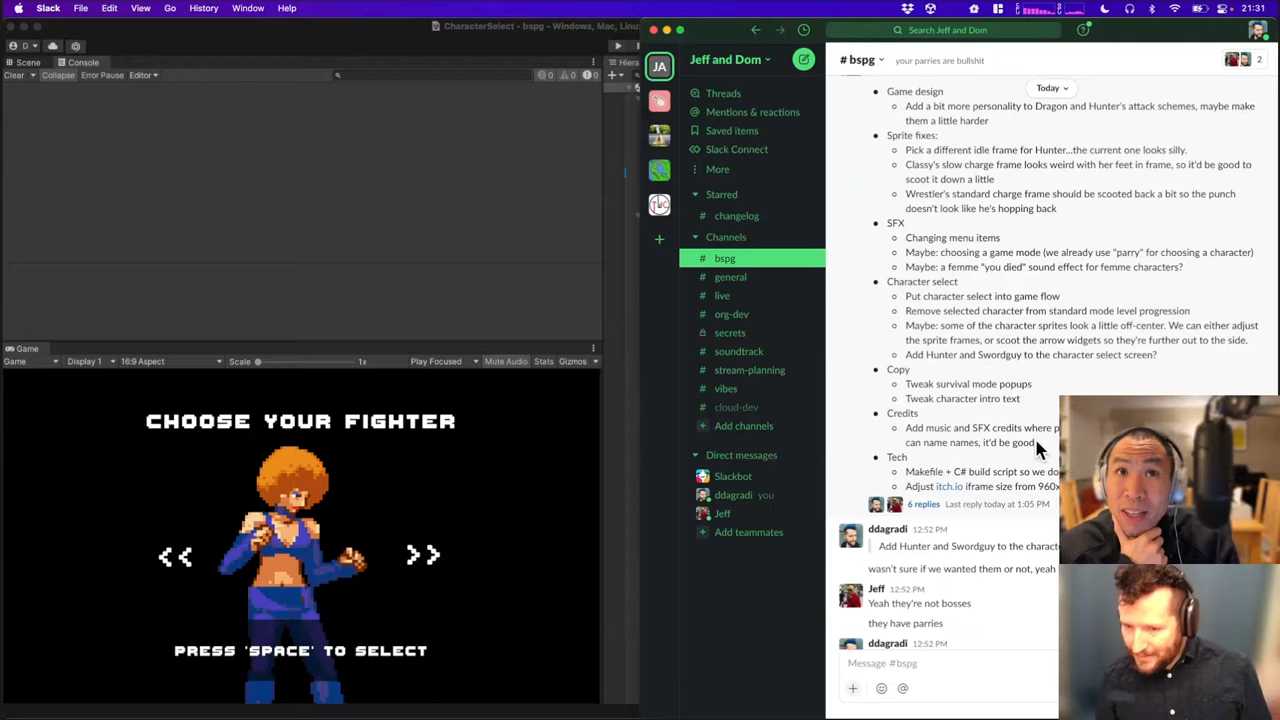 Slack File Edit View Go History Window Help
21:31
CharacterSelect - bspg - Windows, Mac, Linu
D
Scene Console
Clear Collapse Error Pause Editor
0 0 0
Hiera
Game
Game Display 1 16:9 Aspect Scale 1x Play Focused Mute Audio Stats Gizmos
CHOOSE YOUR FIGHTER
<< >>
PRESS 'SPACE' TO SELECT
Search Jeff and Dom
JA
Jeff and Dom
Threads
Mentions & reactions
Saved items
Slack Connect
More
Starred
# changelog
Channels
# bspg
# general
# live
# org-dev
secrets
# soundtrack
# stream-planning
# vibes
# cloud-dev
Add channels
Direct messages
Slackbot
ddagradi you
Jeff
Add teammates
# bspg your parries are bullshit
2
Today
Game design
Add a bit more personality to Dragon and Hunter's attack schemes, maybe make
them a little harder
Sprite fixes:
Pick a different idle frame for Hunter...the current one looks silly.
Classy's slow charge frame looks weird with her feet in frame, so it'd be good to
scoot it down a little
Wrestler's standard charge frame should be scooted back a bit so the punch
doesn't look like he's hopping back
SFX
Changing menu items
Maybe: choosing a game mode (we already use "parry" for choosing a character)
Maybe: a femme "you died" sound effect for femme characters?
Character select
Put character select into game flow
Remove selected character from standard mode level progression
Maybe: some of the character sprites look a little off-center. We can either adjust
the sprite frames, or scoot the arrow widgets so they're further out to the side.
Add Hunter and Swordguy to the character select screen?
Copy
Tweak survival mode popups
Tweak character intro text
Credits
Add music and SFX credits where p
can name names, it'd be good
Tech
Makefile + C# build script so we do
Adjust itch.io iframe size from 960x
6 replies Last reply today at 1:05 PM
ddagradi 12:52 PM
Add Hunter and Swordguy to the characte
wasn't sure if we wanted them or not, yeah
Jeff 12:52 PM
Yeah they're not bosses
they have parries
ddagradi 12:52 PM
Message #bspg